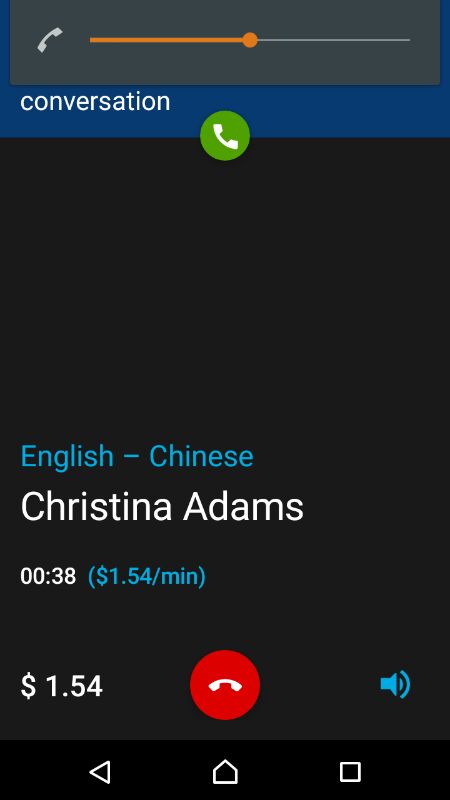 conversation
English – Chinese
Christina Adams
00:38 ($1.54/min)
$ 1.54